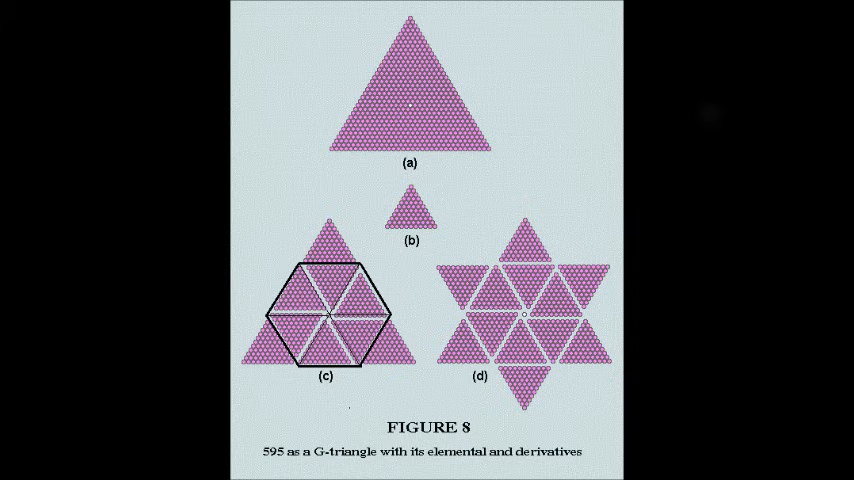 (a)
(b)
(c)
(d)
FIGURE 8
595 as a G-triangle with its elemental and derivatives